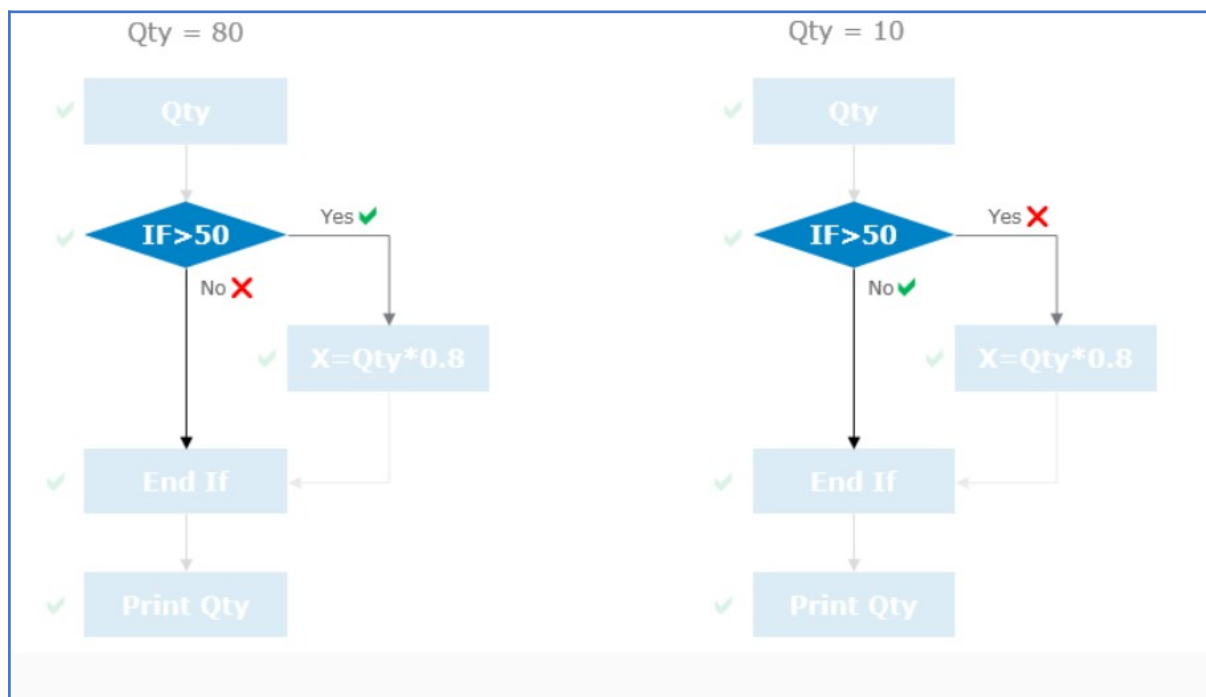 Qty = 80
Qty
IF>50
Yes
No
X=Qty*0.8
End If
Print Qty
Qty = 10
Qty
IF>50
Yes
No
X=Qty*0.8
End If
Print Qty